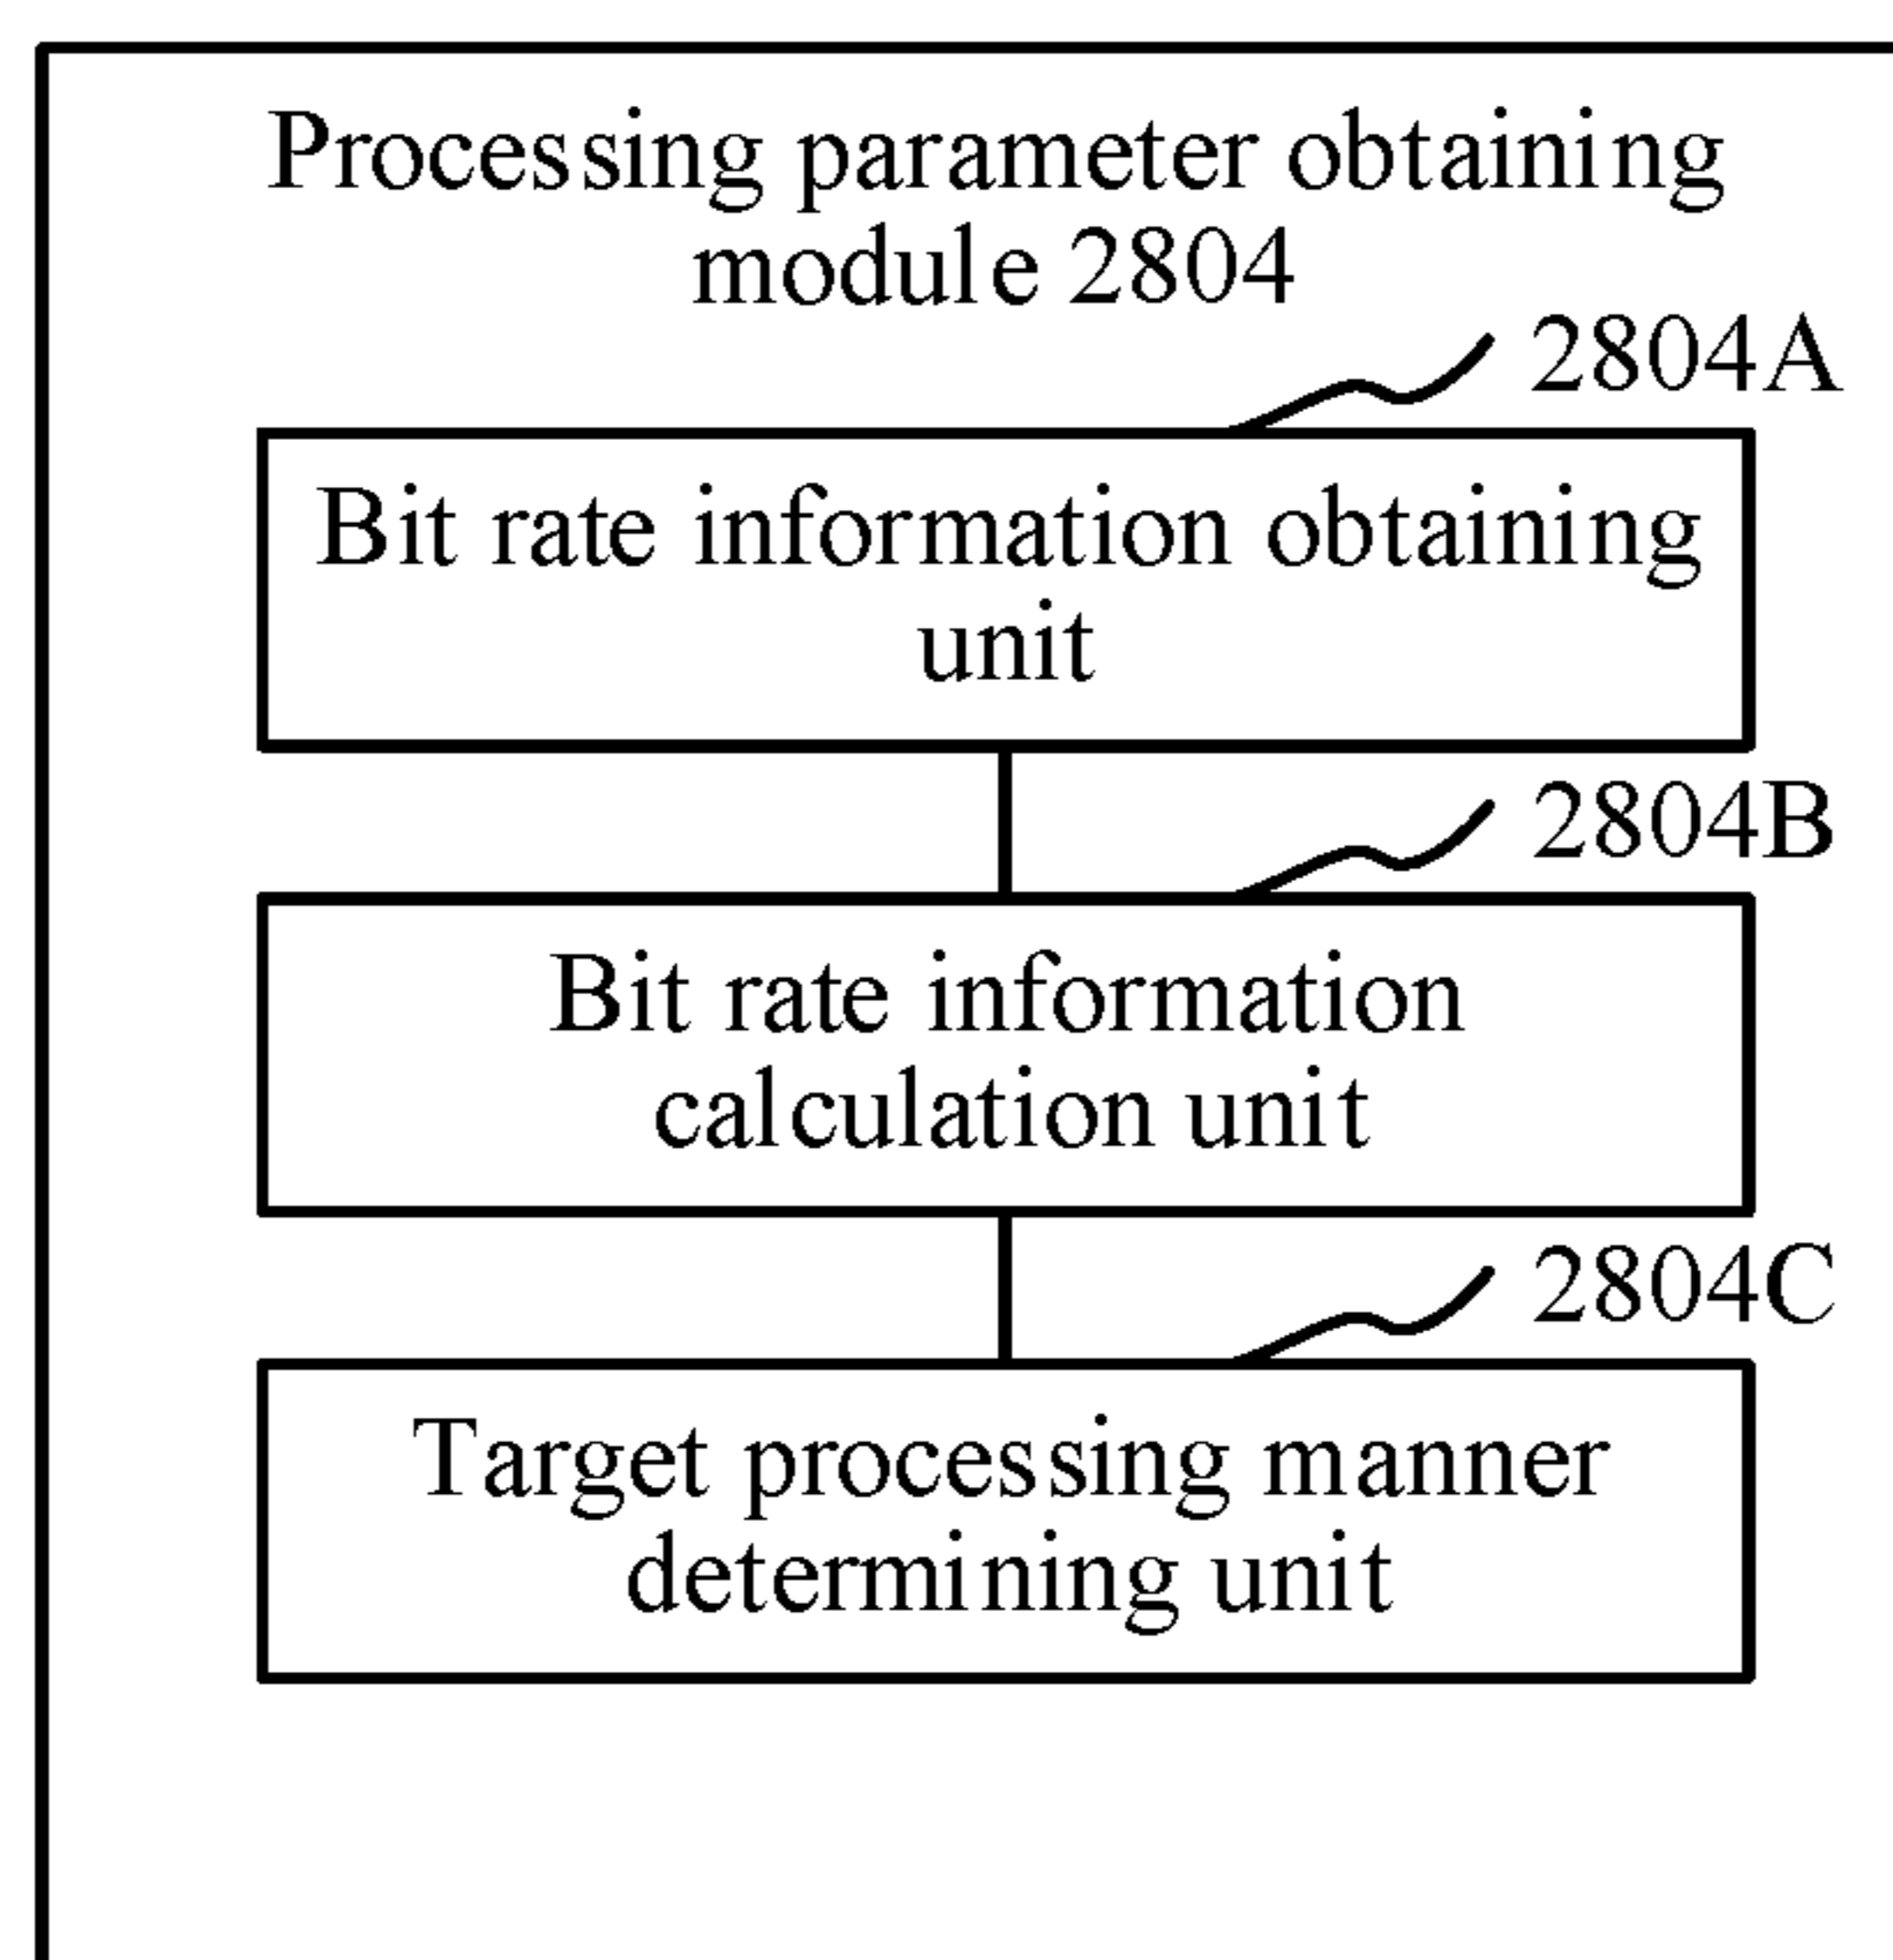 Processing parameter obtaining
module 2804
2804A
Bit rate information obtaining
unit
2804B
Bit rate information
calculation unit
2804C
Target processing manner
determining unit